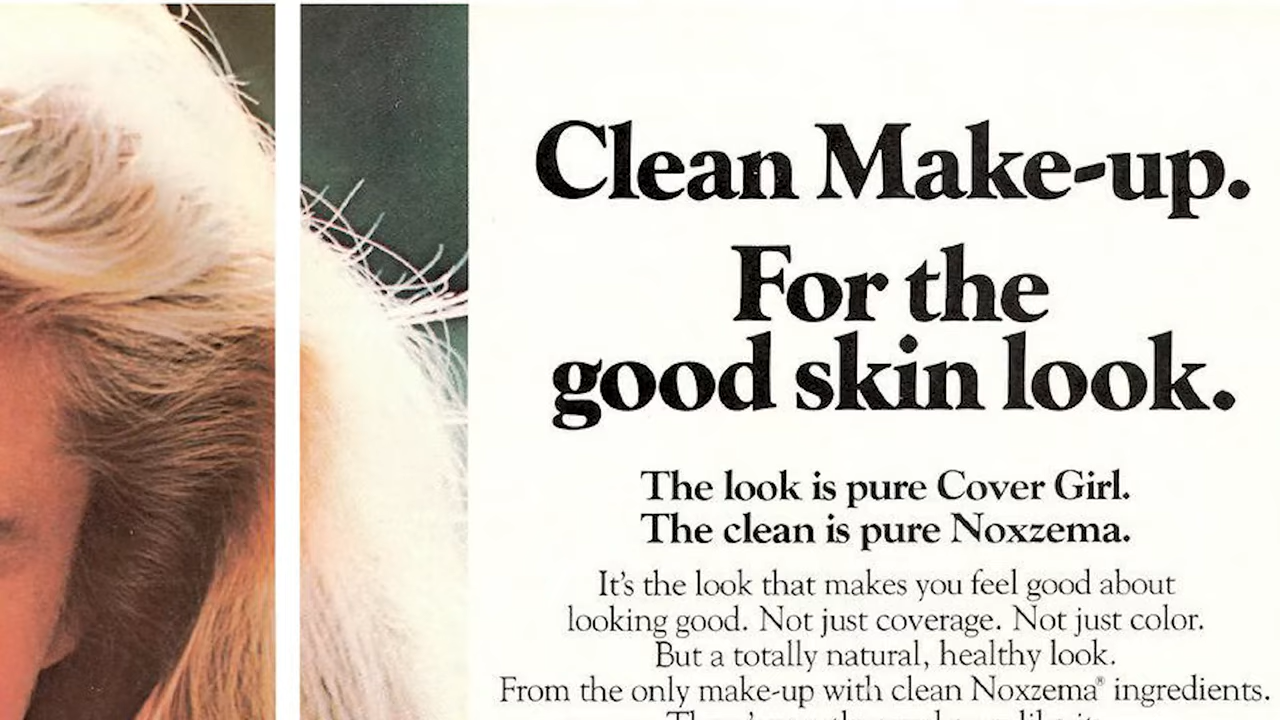 Clean Make-up.
For the
good skin look.
The look is pure Cover Girl.
The clean is pure Noxzema.
It's the look that makes you feel good about
looking good. Not just coverage. Not just color.
But a totally natural, healthy look.
From the only make-up with clean Noxzema® ingredients.